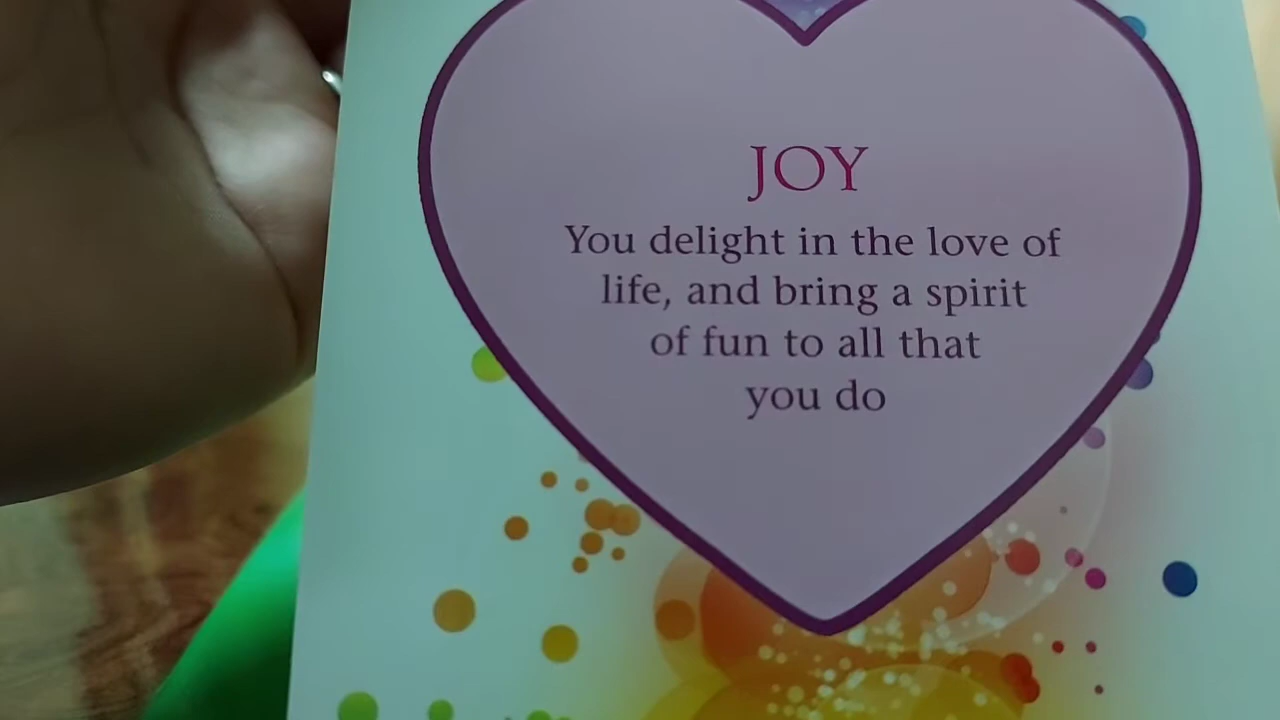 JOY
You delight in the love of
life, and bring a spirit
of fun to all that
you do